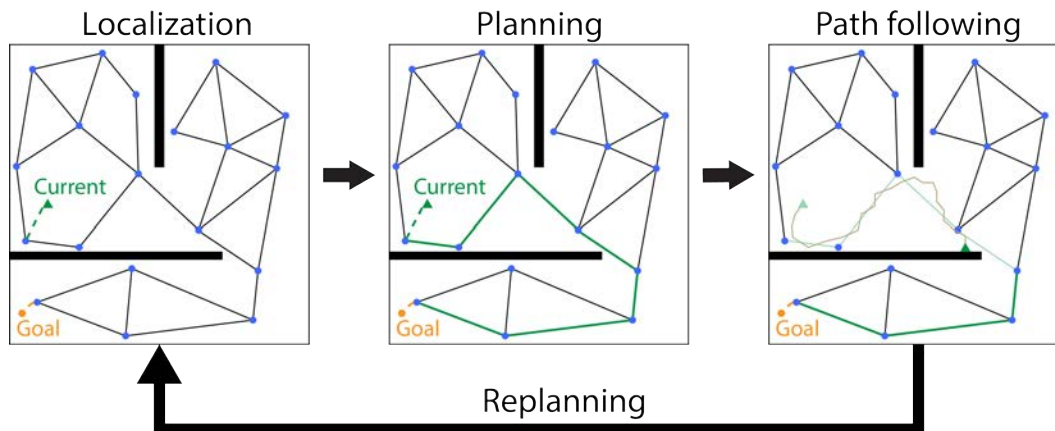 Localization
Planning
Path following
Current
Goal
Current
Goal
Goal
Replanning